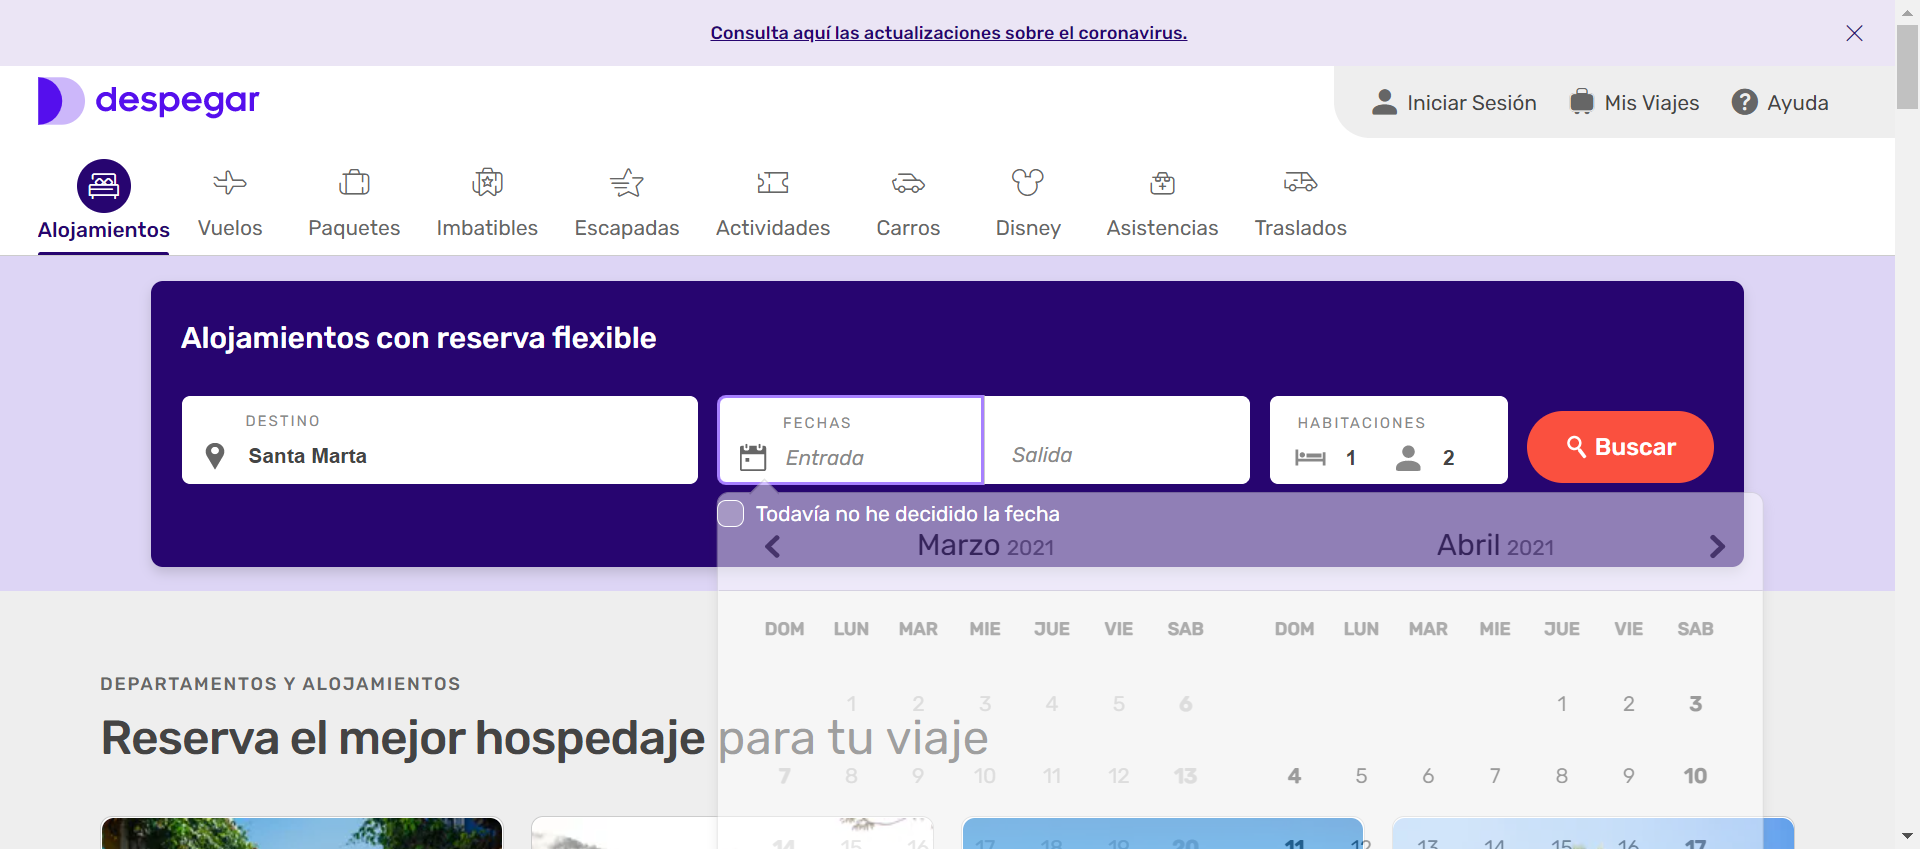 Consulta aquí las actualizaciones sobre el coronavirus.
despegar
Iniciar Sesión Mis Viajes Ayuda
Alojamientos Vuelos Paquetes Imbatibles Escapadas Actividades Carros Disney Asistencias Traslados
Alojamientos con reserva flexible
DESTINO FECHAS HABITACIONES
Santa Marta Entrada Salida 1 2 Buscar
Todavía no he decidido la fecha
Marzo 2021 Abril 2021
DOM LUN MAR MIE JUE VIE SAB DOM LUN MAR MIE JUE VIE SAB
DEPARTAMENTOS Y ALOJAMIENTOS
1 2 3 4 5 6 1 2 3
Reserva el mejor hospedaje para tu viaje
7 8 9 10 11 12 13 4 5 6 7 8 9 10
14 15 16 17 18 19 20 11 12 13 14 15 16 17